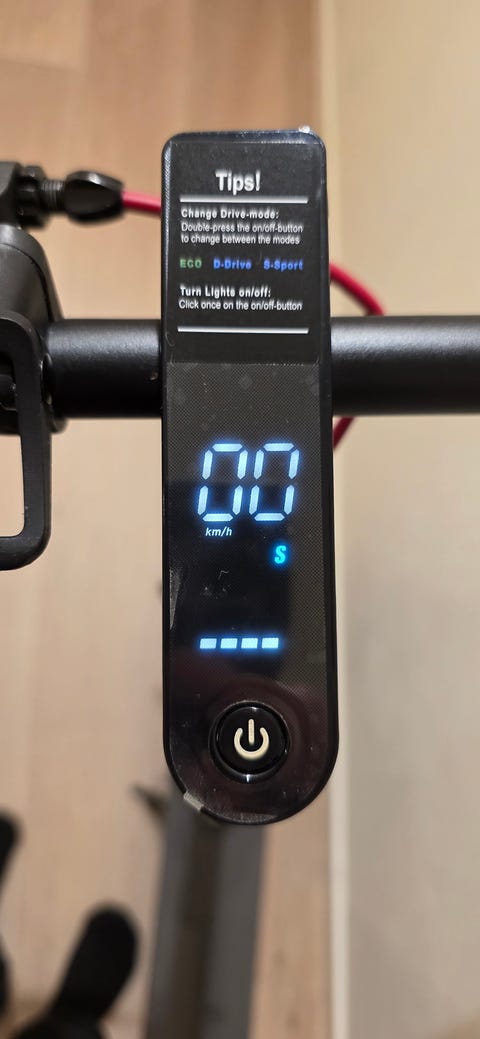 Tips!
Change Drive-mode:
Double-press the on/off-button
to change between the modes
ECO D-Drive S-Sport
Turn Lights on/off:
Click once on the on/off-button
00
km/h
S